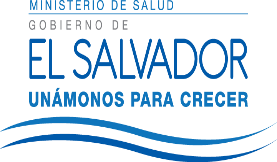 MINISTERIO DE SALUD
GOBIERNO DE
EL SALVADOR
UNÁMONOS PARA CRECER